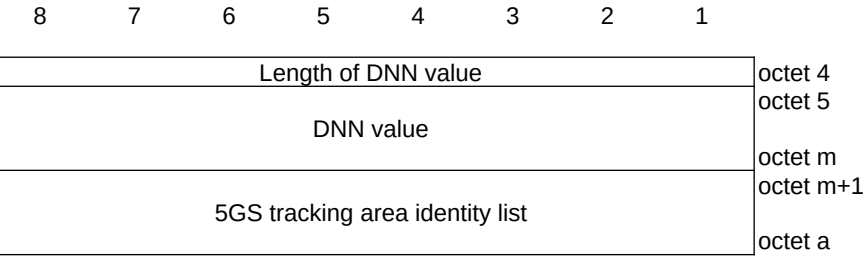 8 7 6 5 4 3 2 1
Length of DNN value octet 4
octet 5
DNN value
octet m
octet m+1
5GS tracking area identity list
octet a